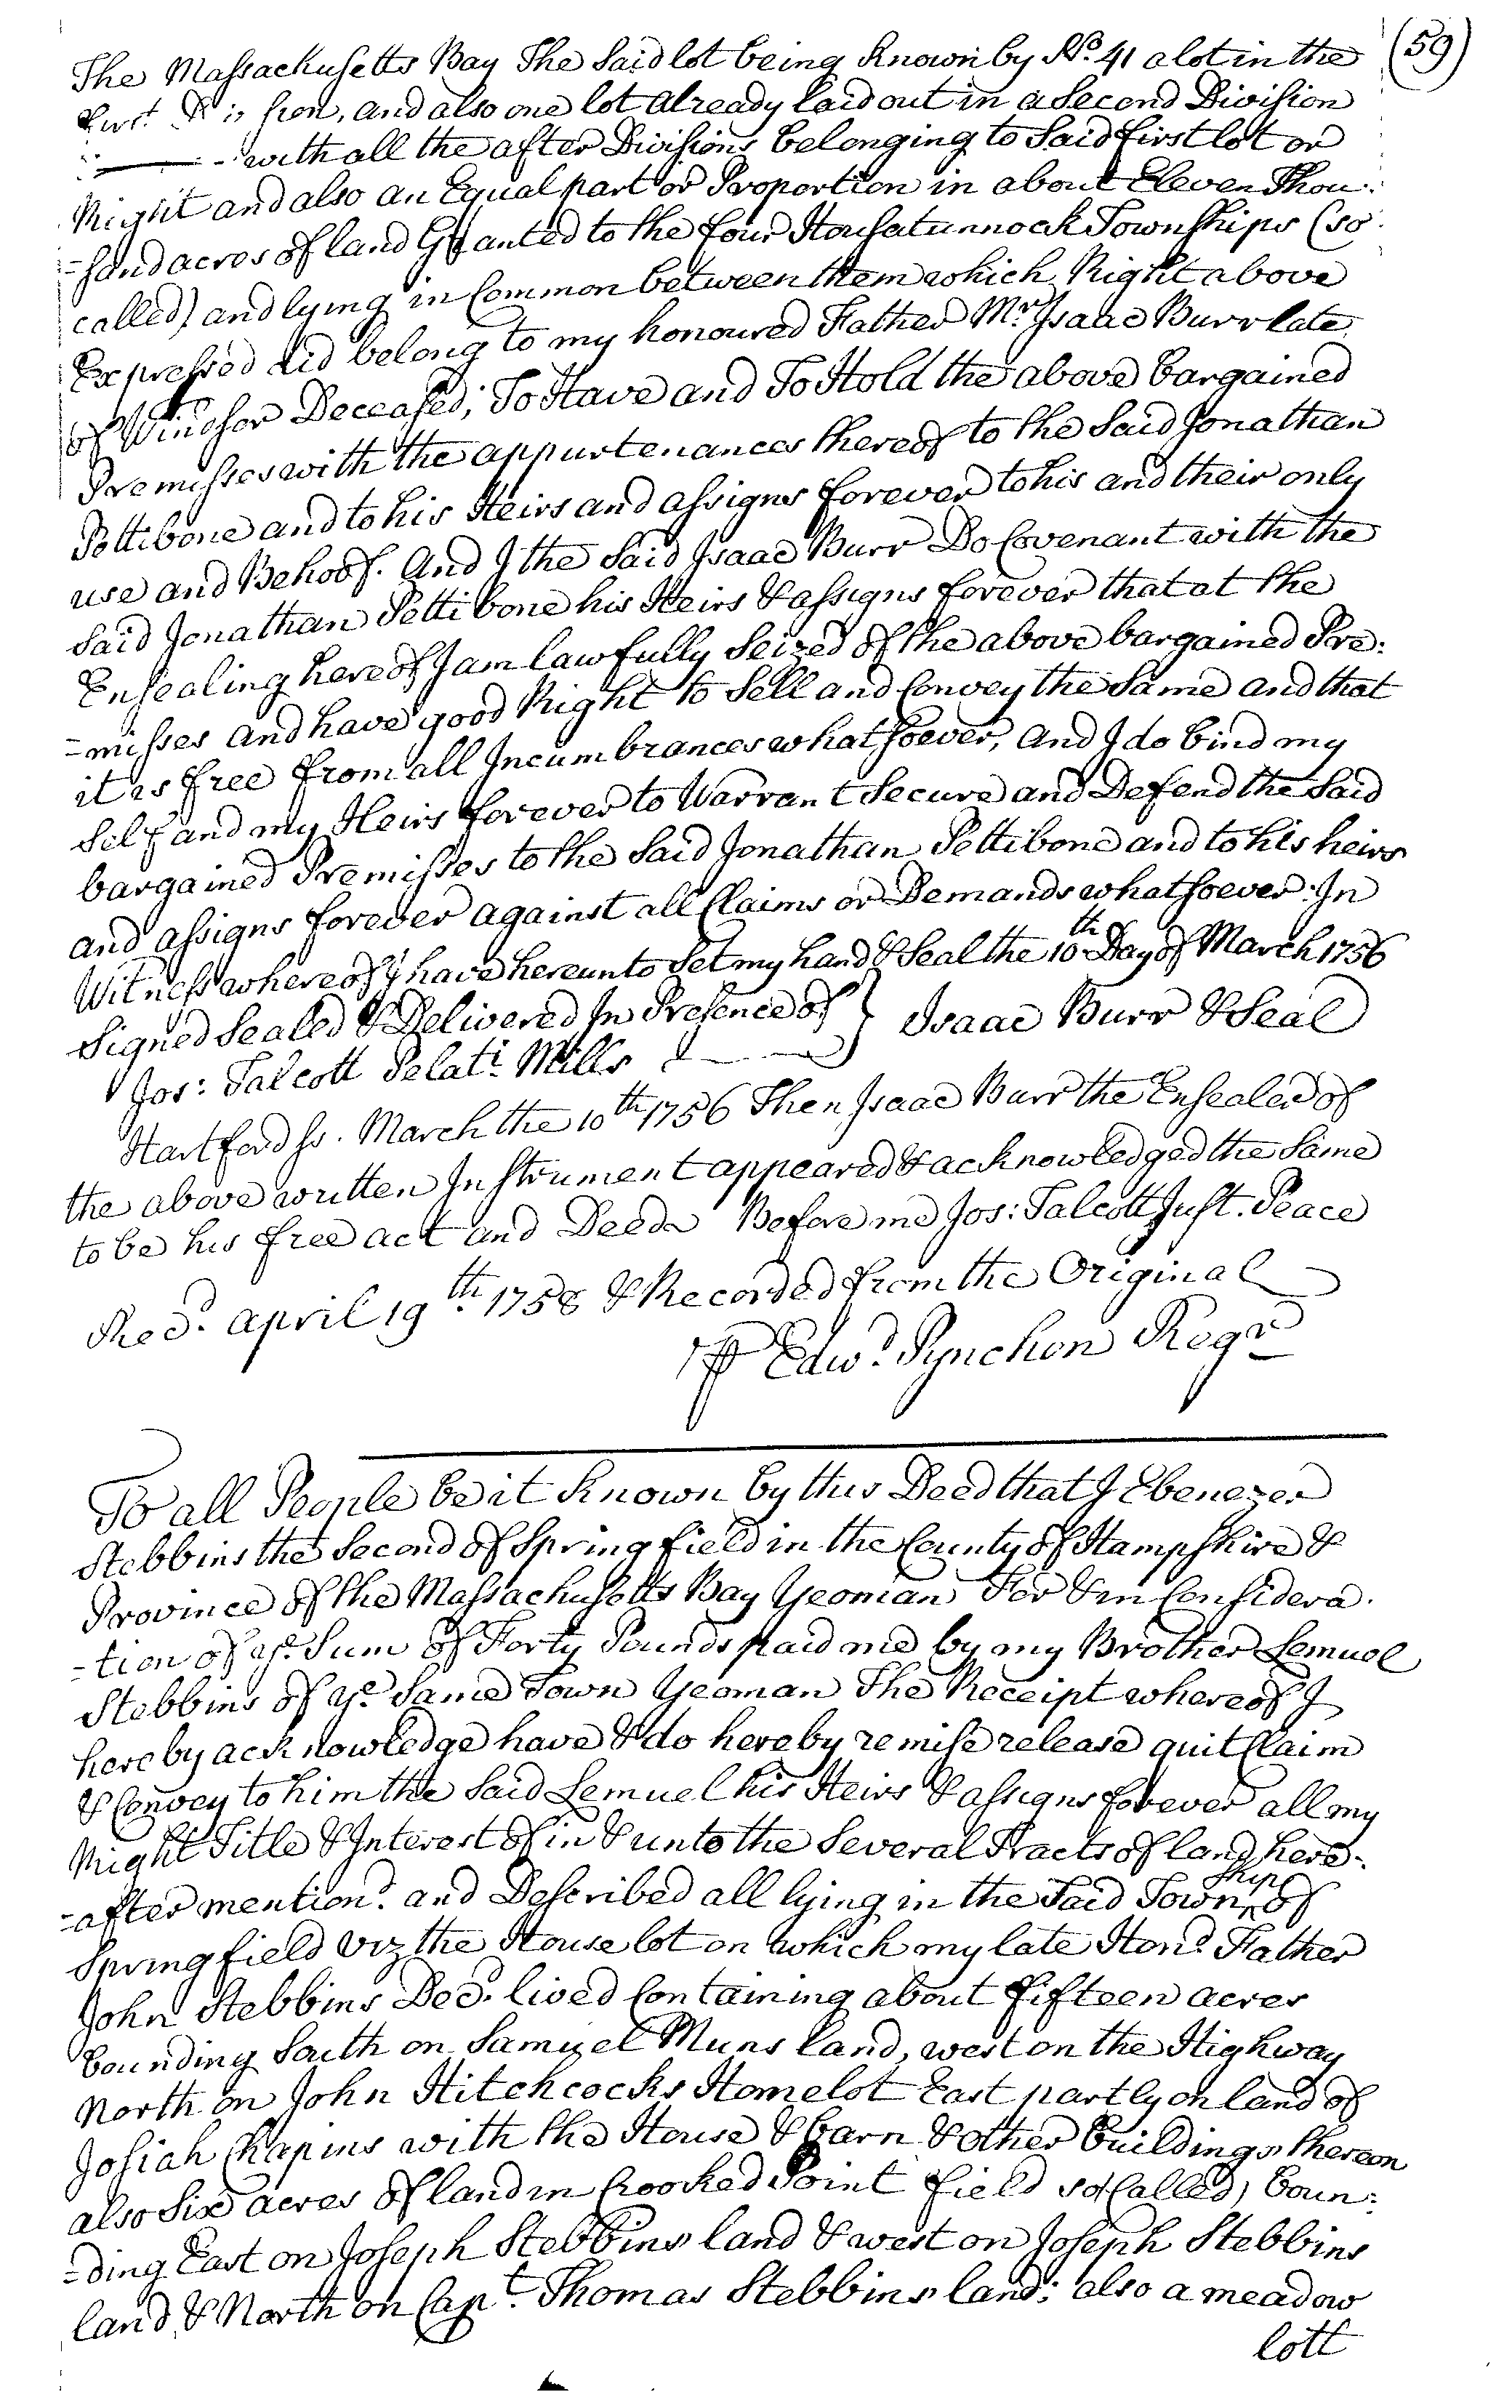 (59)
The Massachusetts Bay The Said lot being Known by No. 41 a lot in the
first Division, and also one lot already laid out in a Second Division
with all the after Divisions belonging to Said first lot or
Right and also an Equal part or Proportion in about Eleven Thou:
=sand acres of land Granted to the four Housatunnock Townships (so
called) and lying in Common between them which Right above
Expressed did belong to my honoured Father Mr. Isaac Burr late
of Windsor Deceased; To Have and To Hold the above bargained
Premisses with the appurtenances thereof to the Said Jonathan
Pettibone and to his Heirs and assigns forever to his and their only
use and Behoof. And I the Said Isaac Burr Do Covenant with the
Said Jonathan Pettibone his Heirs & assigns forever that at the
Ensealing hereof I am lawfully Seized of the above bargained Pre:
=misses and have good Right to Sell and Convey the Same and that
it is free from all Incumbrances whatsoever, and I do bind my
Self and my Heirs forever to Warrant Secure and Defend the Said
bargained Premisses to the Said Jonathan Pettibone and to his heirs
and assigns forever against all Claims or Demands whatsoever. In
Witness whereof I have hereunto Set my hand & Seal the 10th Day of March 1756
Signed Sealed & Delivered In Presence of } Isaac Burr & Seal
Jos: Talcott Pelati. Mills
Hartford ss. March the 10th 1756 Then Isaac Burr the Ensealer of
the above written Instrument appeared & acknowledged the Same
to be his free act and Deed Before me Jos: Talcott Just. Peace
Recd. April 19th. 1758 & Recorded from the Original
⅌ Edwd. Pynchon Regr
To all People be it Known by this Deed that I Ebenezer
Stebbins the Second of Springfield in the County of Hampshire &
Province of the Massachusetts Bay Yeoman For & in Considera.
=tion of ye. Sum of Forty Pounds paid me by my Brother Lemuel
Stebbins of ye. Same Town Yeoman The Receipt whereof I
hereby acknowledge have & do hereby remise release quit Claim
& Convey to him the Said Lemuel his Heirs & assigns forever all my
Right Title & Interest of in & unto the Several Tracts of land here-
=after mentiond. and Described all lying in the Said Town^ship of
Springfield viz the House lot on which my late Hond. Father
John Stebbins Decd. lived Containing about fifteen acres
bounding South on Samuel Muns land, west on the Highway
North on John Hitchcocks Homelot East partly on land of
Josiah Chapins with the House & barn & other buildings thereon
also Six acres of land in Crooked Point field so Called) boun:
=ding East on Joseph Stebbins land & west on Joseph Stebbins
land & North on Capt. Thomas Stebbins land; also a meadow
lott